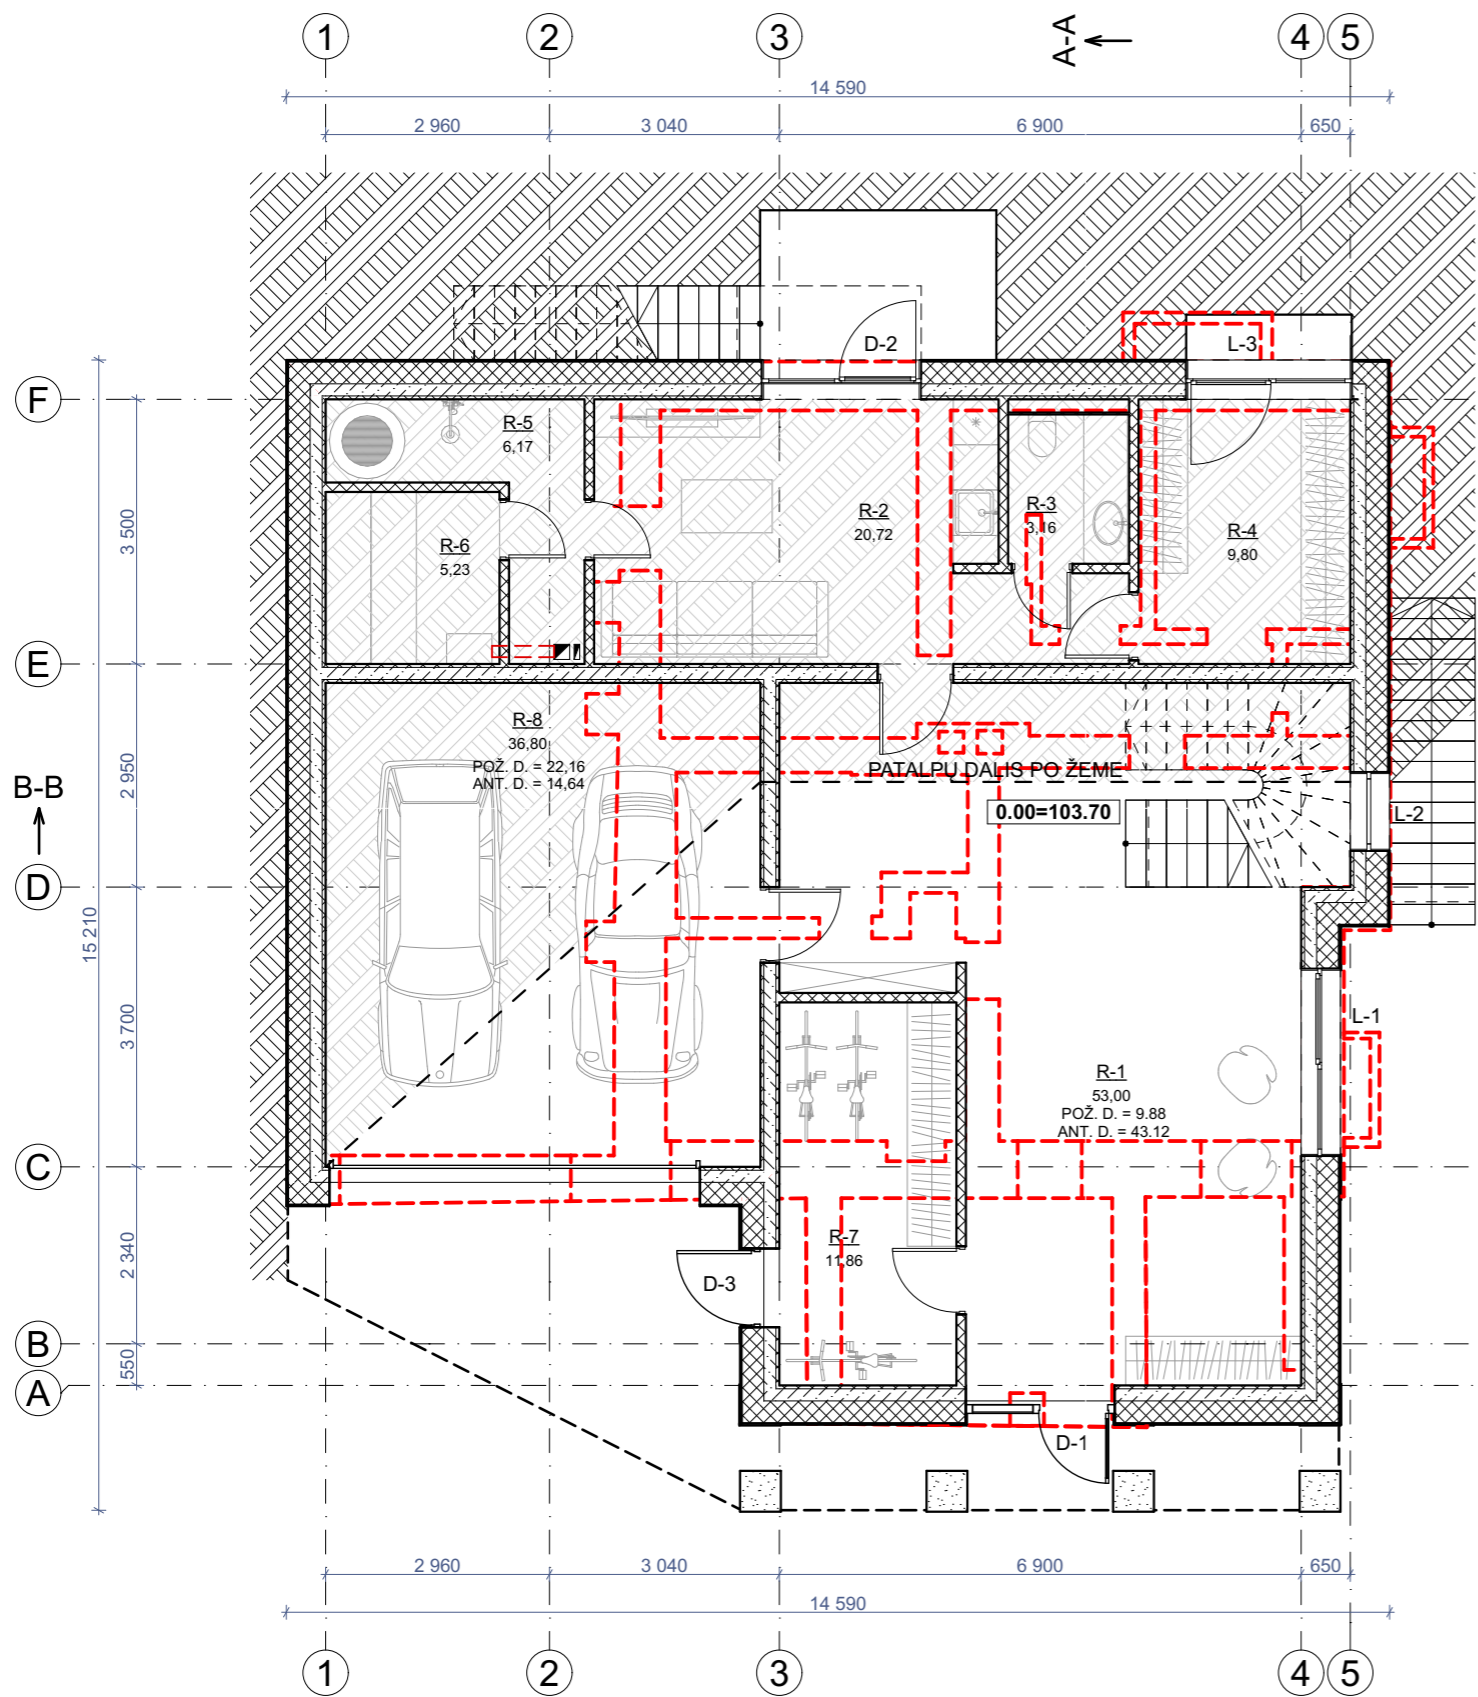 1
2
3
A-A
4
5
14 590
2 960
3 040
6 900
650
D-2
L-3
F
R-5
6,17
R-2
20,72
R-3
3,16
R-4
9,80
R-6
5,23
3 500
E
R-8
36,80
POŽ. D. = 22,16
ANT. D. = 14,64
PATALPU DALIS PO ŽEME
0.00=103.70
B-B
2 950
L-2
D
15 210
3 700
L-1
R-1
53,00
POŽ. D. = 9.88
ANT. D. = 43.12
C
R-7
11,86
2 340
D-3
B
550
A
D-1
2 960
3 040
6 900
650
14 590
1
2
3
4
5